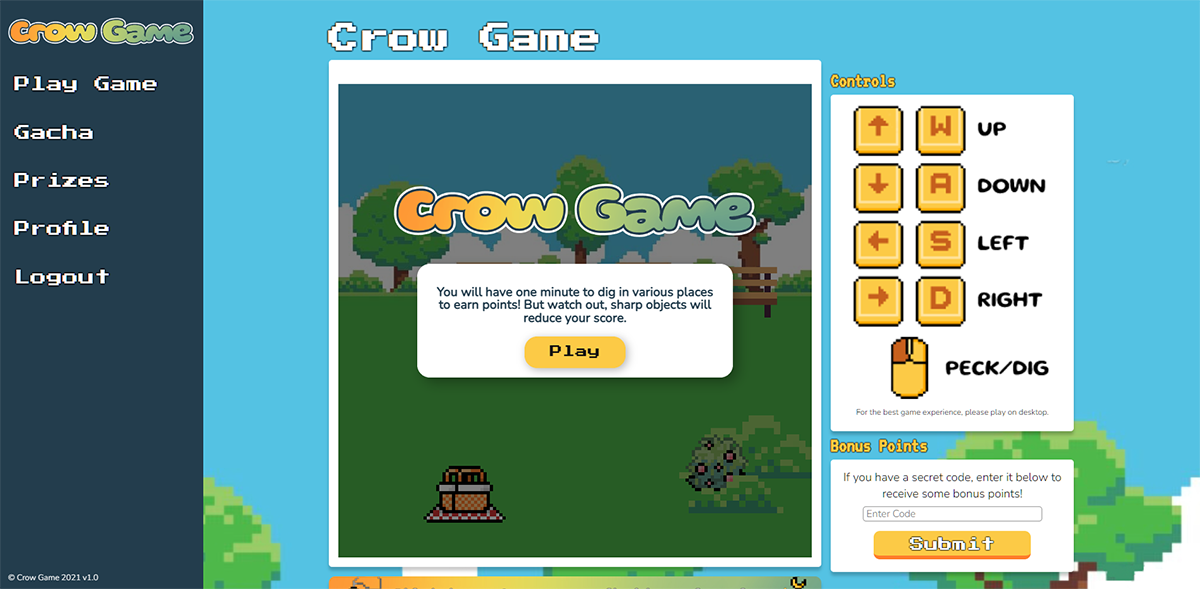 Crow Game
Play Game
Gacha
Prizes
Profile
Logout
© Crow Game 2021 v1.0
Crow Game
Crow Game
You will have one minute to dig in various places
to earn points! But watch out, sharp objects will
reduce your score.
Play
Controls
W UP
A DOWN
S LEFT
D RIGHT
PECK/DIG
For the best game experience, please play on desktop.
Bonus Points
If you have a secret code, enter it below to
receive some bonus points!
Enter Code
Submit